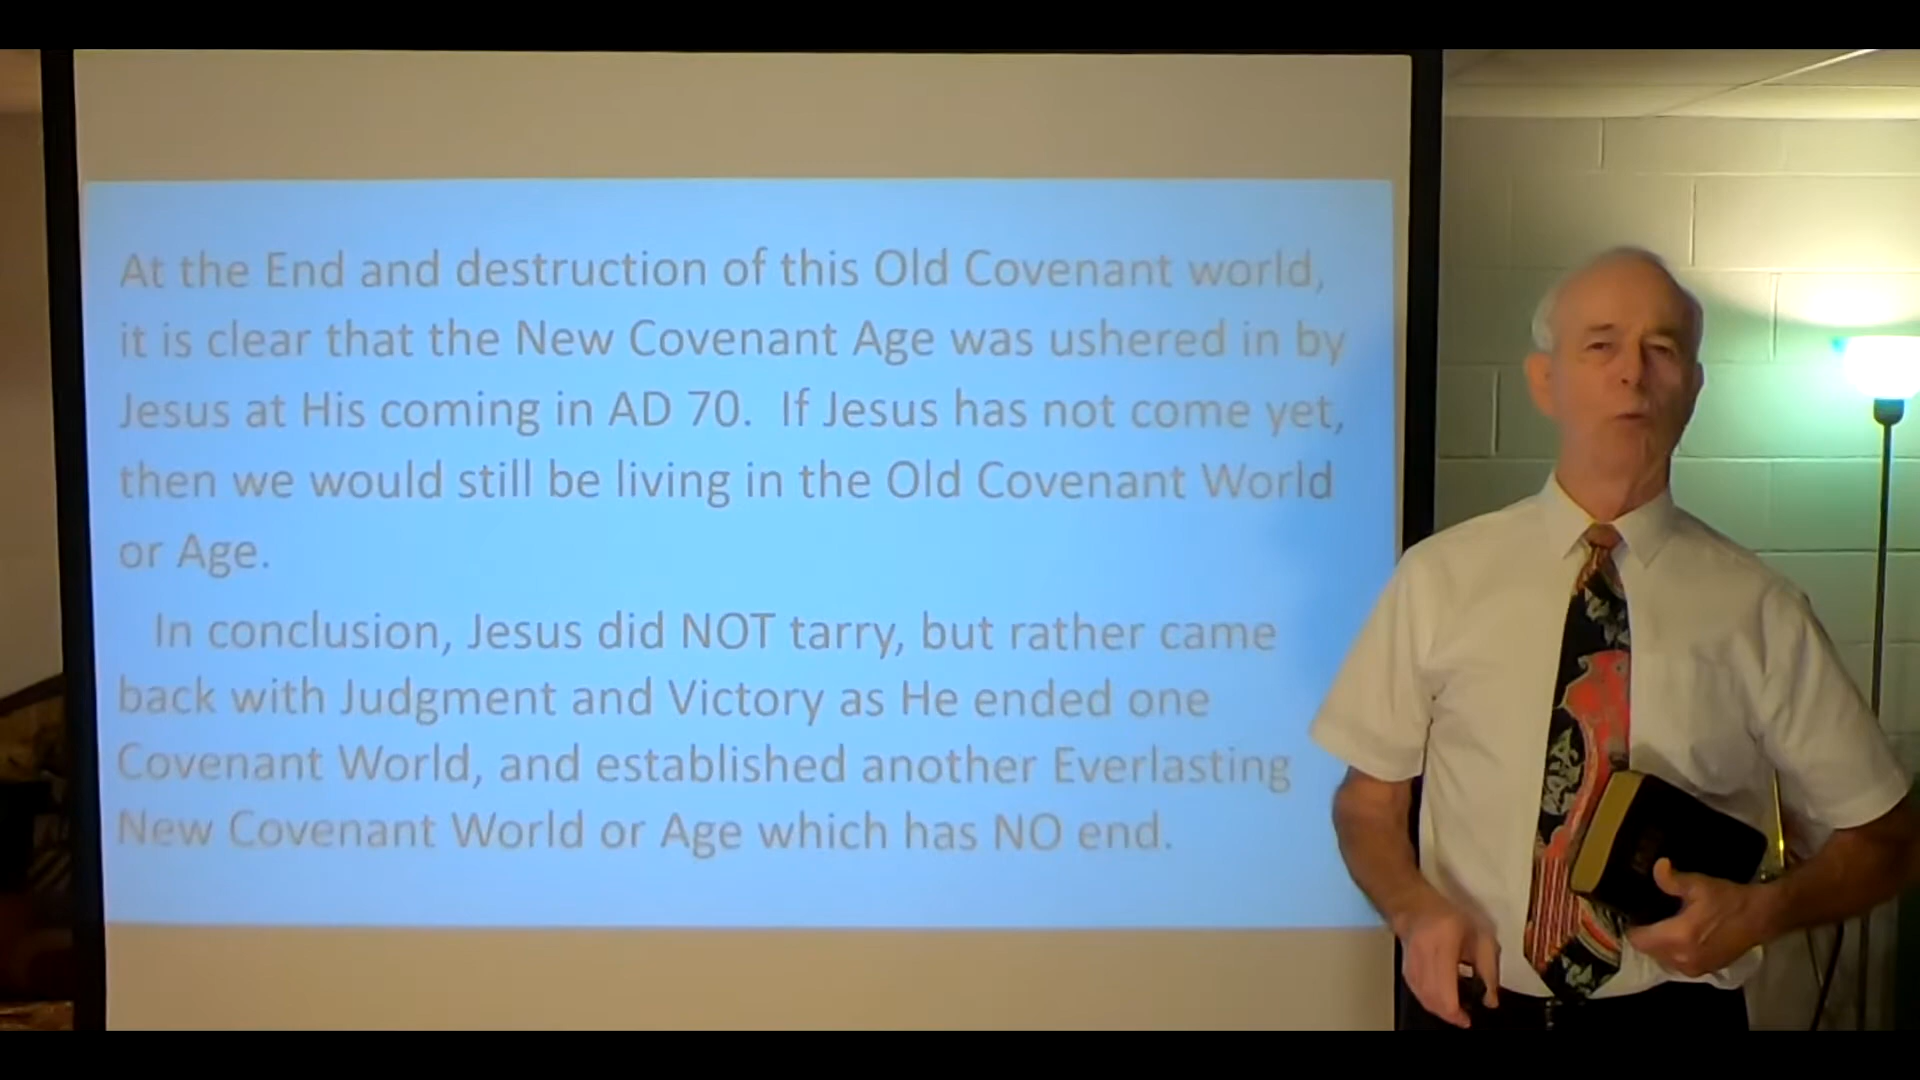 At the End and destruction of this Old Covenant world,
it is clear that the New Covenant Age was ushered in by
Jesus at His coming in AD 70. If Jesus has not come yet,
then we would still be living in the Old Covenant World
or Age.
In conclusion, Jesus did NOT tarry, but rather came
back with Judgment and Victory as He ended one
Covenant World, and established another Everlasting
New Covenant World or Age which has NO end.